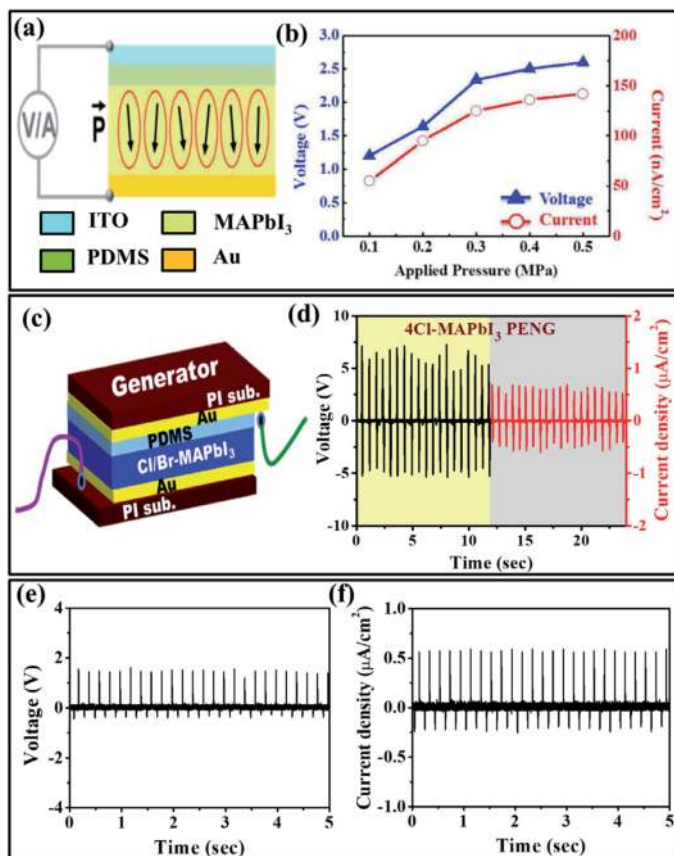 (a)
V/A
P
ITO
MAPbI3
PDMS
Au
(b)
Voltage (V)
3.0
2.5
2.0
1.5
1.0
0.5
0.0
0.1 0.2 0.3 0.4 0.5
Applied Pressure (MPa)
Voltage
Current
200
150
100
50
0
Current (nA/cm2)
(c)
Generator
PI sub.
Au
PDMS
Cl/Br-MAPbI3
Au
PI sub.
(d)
4Cl-MAPbI3 PENG
Voltage (V)
10
5
0
-5
-10
0 5 10 15 20
Time (sec)
2
1
0
-1
-2
Current density (µA/cm2)
(e)
Voltage (V)
4
2
0
-2
-4
0 1 2 3 4 5
Time (sec)
(f)
Current density (µA/cm2)
1.0
0.5
0.0
-0.5
-1.0
0 1 2 3 4 5
Time (sec)